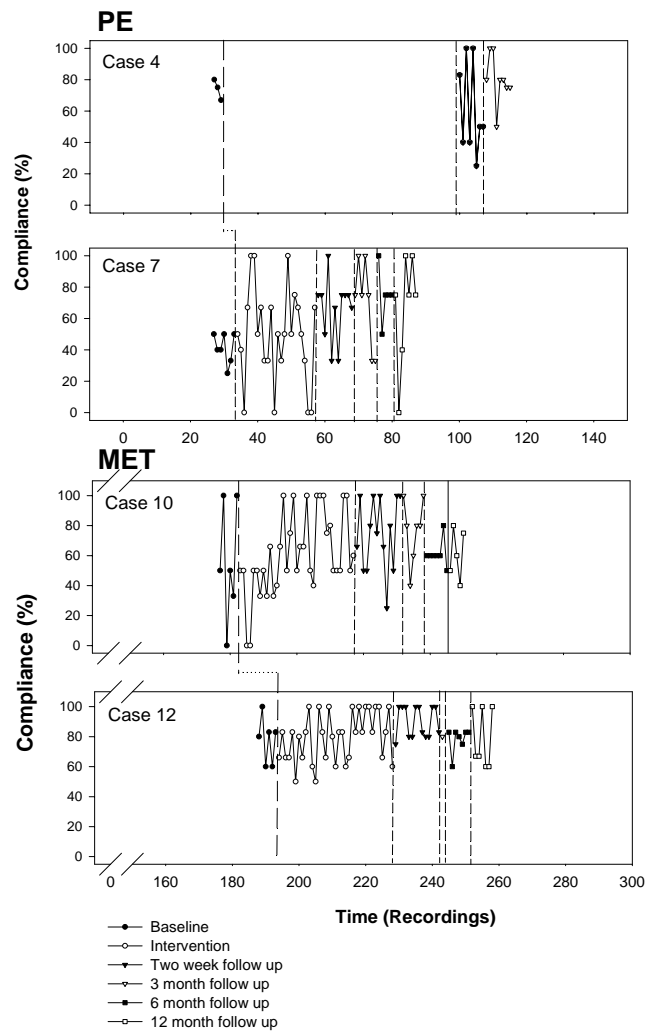 PE
Case 4
100
80
60
40
20
0
Compliance (%)
Case 7
100
80
60
40
20
0
0 20 40 60 80 100 120 140
MET
Case 10
100
80
60
40
20
0
Compliance (%)
Case 12
100
80
60
40
20
0
0 160 180 200 220 240 260 280 300
Time (Recordings)
Baseline
Intervention
Two week follow up
3 month follow up
6 month follow up
12 month follow up